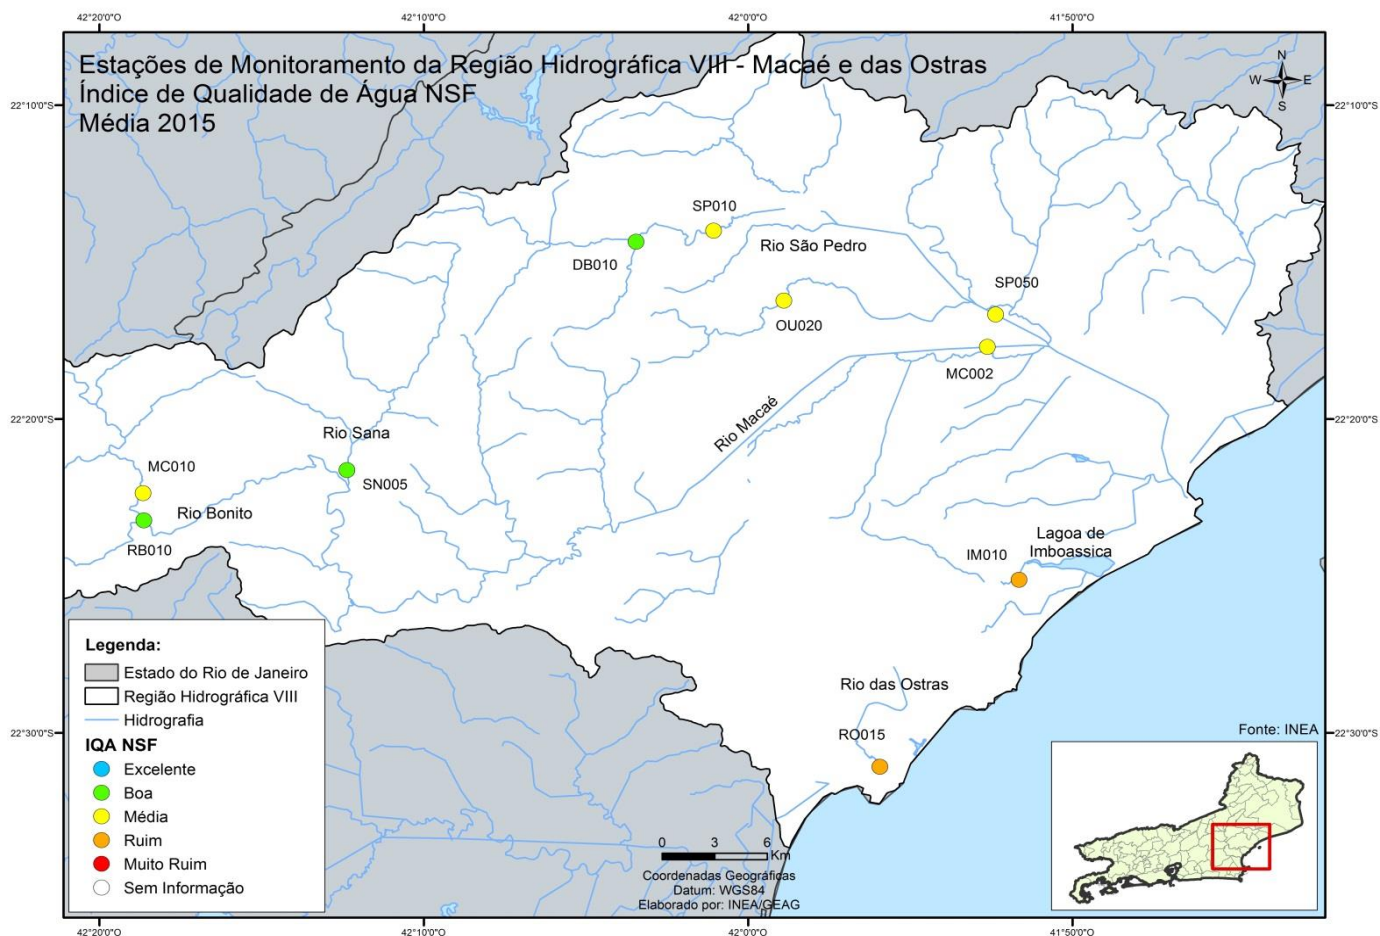 42°20'0"O
42°10'0"O
42°0'0"O
41°50'0"O
Estações de Monitoramento da Região Hidrográfica VIII - Macaé e das Ostras
Índice de Qualidade de Água NSF
Média 2015
N
W
E
S
22°10'0"S
22°10'0"S
SP010
DB010
Rio São Pedro
SP050
OU020
MC002
22°20'0"S
22°20'0"S
Rio Macaé
Rio Sana
MC010
SN005
Rio Bonito
RB010
Lagoa de
Imboassica
IM010
Rio das Ostras
RO015
22°30'0"S
22°30'0"S
Fonte: INEA
Legenda:
Estado do Rio de Janeiro
Região Hidrográfica VIII
Hidrografia
IQA NSF
Excelente
Boa
Média
Ruim
Muito Ruim
Sem Informação
0 3 6
Km
Coordenadas Geográficas
Datum: WGS84
Elaborado por: INEA/GEAG
42°20'0"O
42°10'0"O
42°0'0"O
41°50'0"O